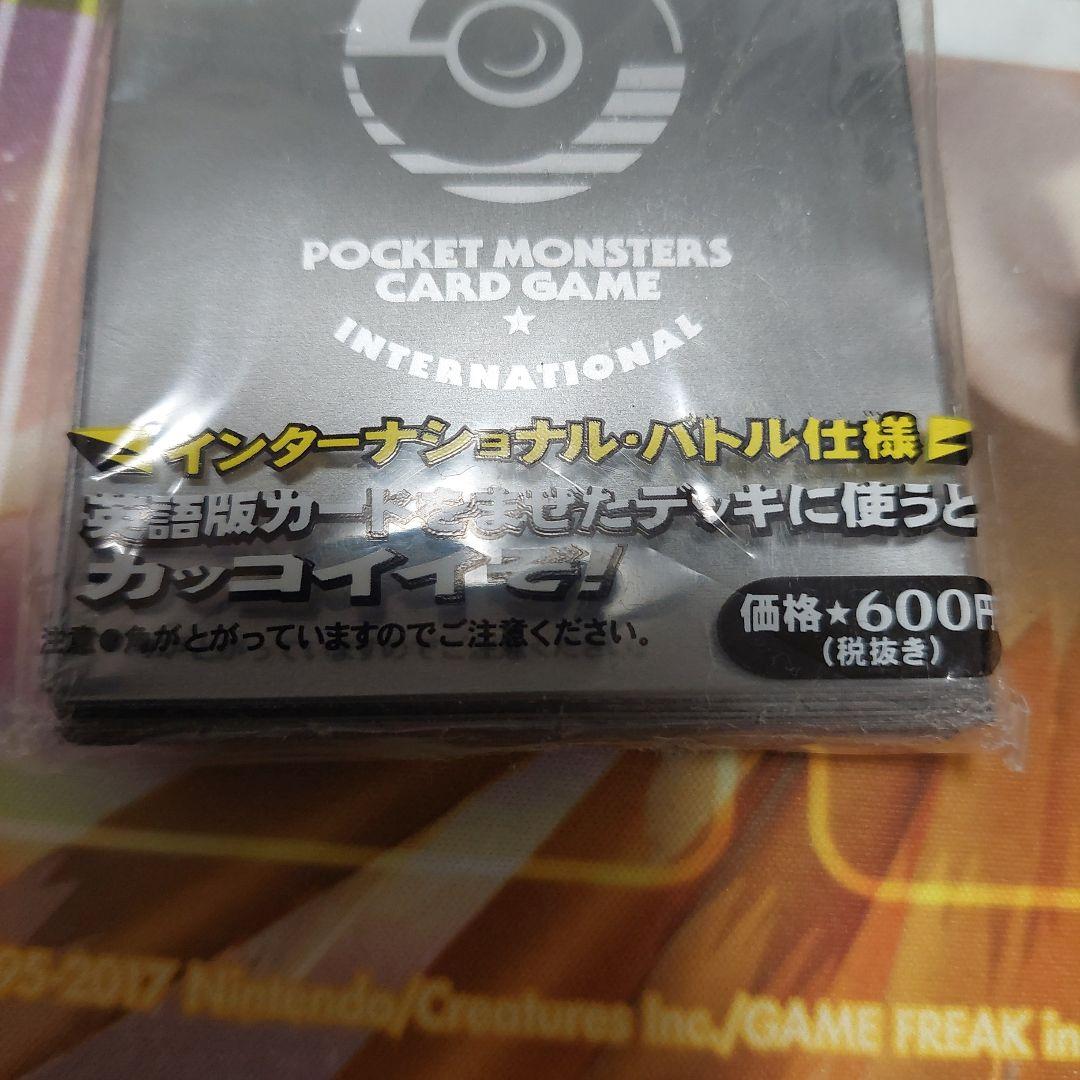 POCKET MONSTERS
CARD GAME
★
INTERNATIONAL
インターナショナル・バトル仕様
英語版カードをまぜたデッキに使うと
カッコイイぞ!
注意●角がとがっていますのでご注意ください。
価格★600円
(税抜き)
95-2017 Nintendo/Creatures Inc./GAME FREAK in